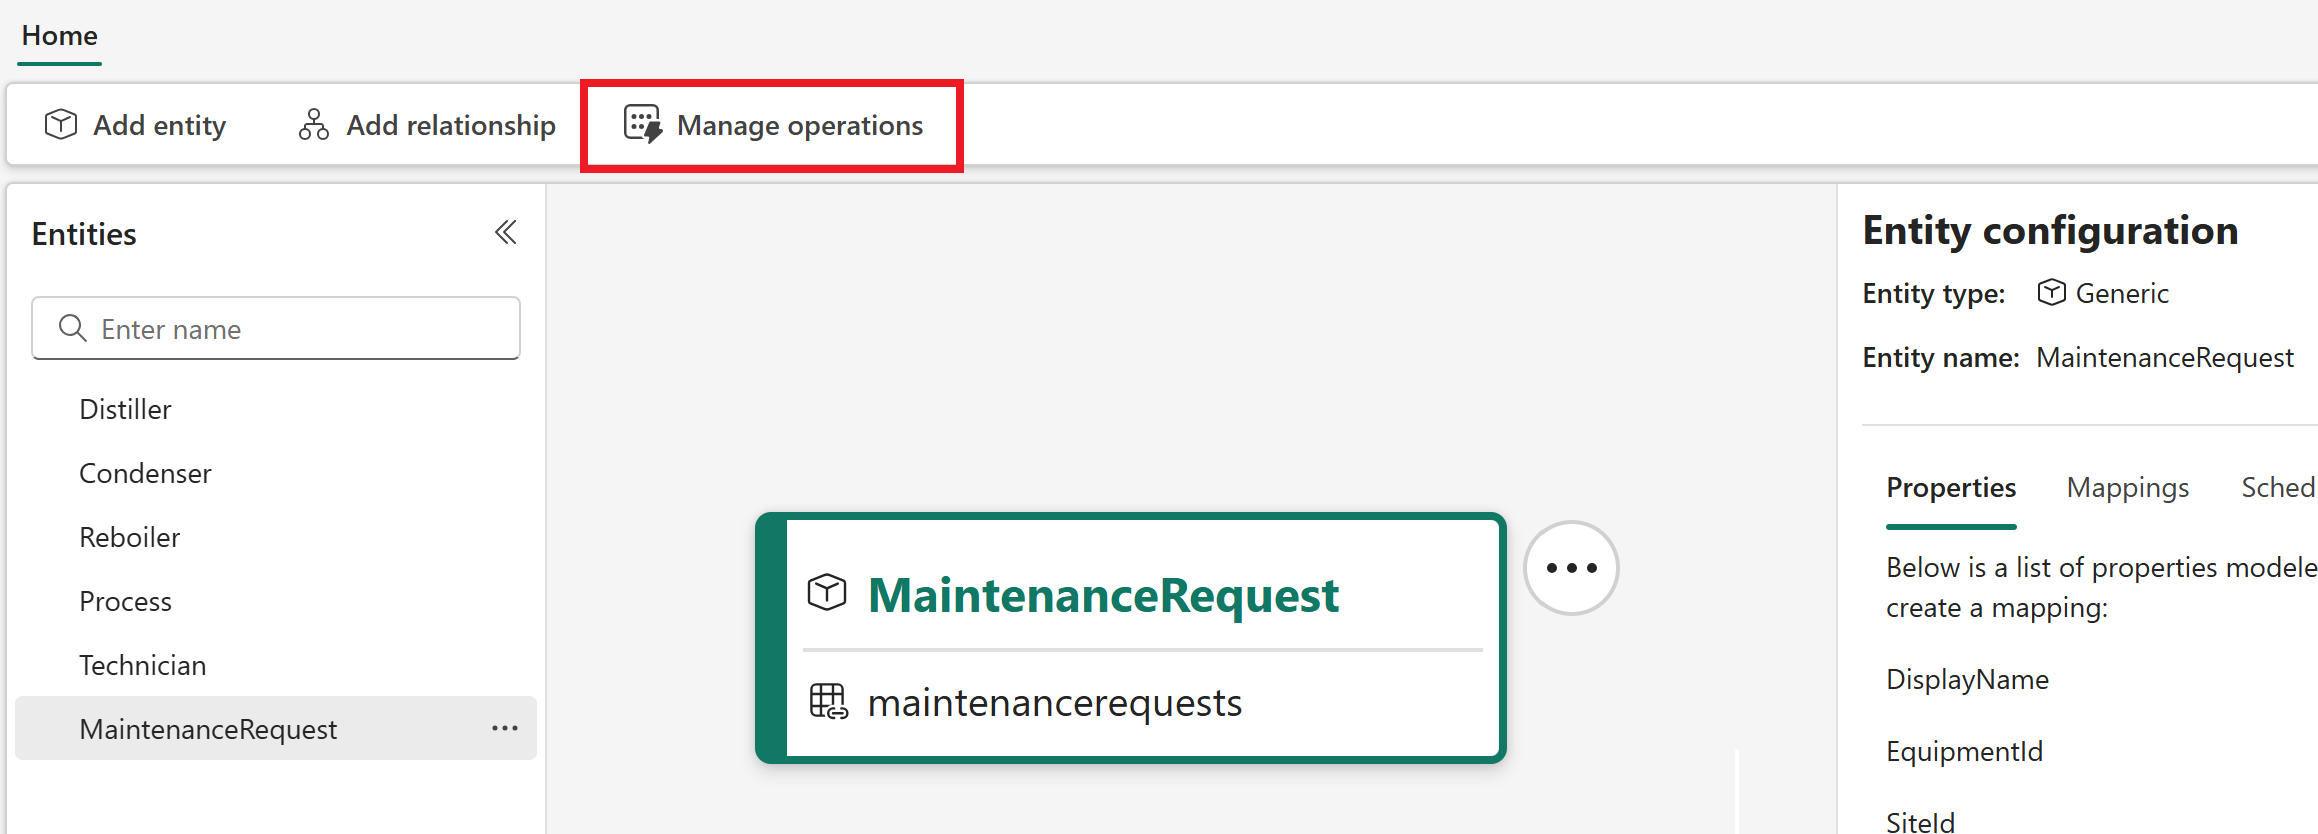 Home
Add entity
Add relationship
Manage operations
Entities
Enter name
Distiller
Condenser
Reboiler
Process
Technician
MaintenanceRequest
MaintenanceRequest
maintenancerequests
Entity configuration
Entity type: Generic
Entity name: MaintenanceRequest
Properties Mappings Sched
Below is a list of properties modele
create a mapping:
DisplayName
EquipmentId
SiteId